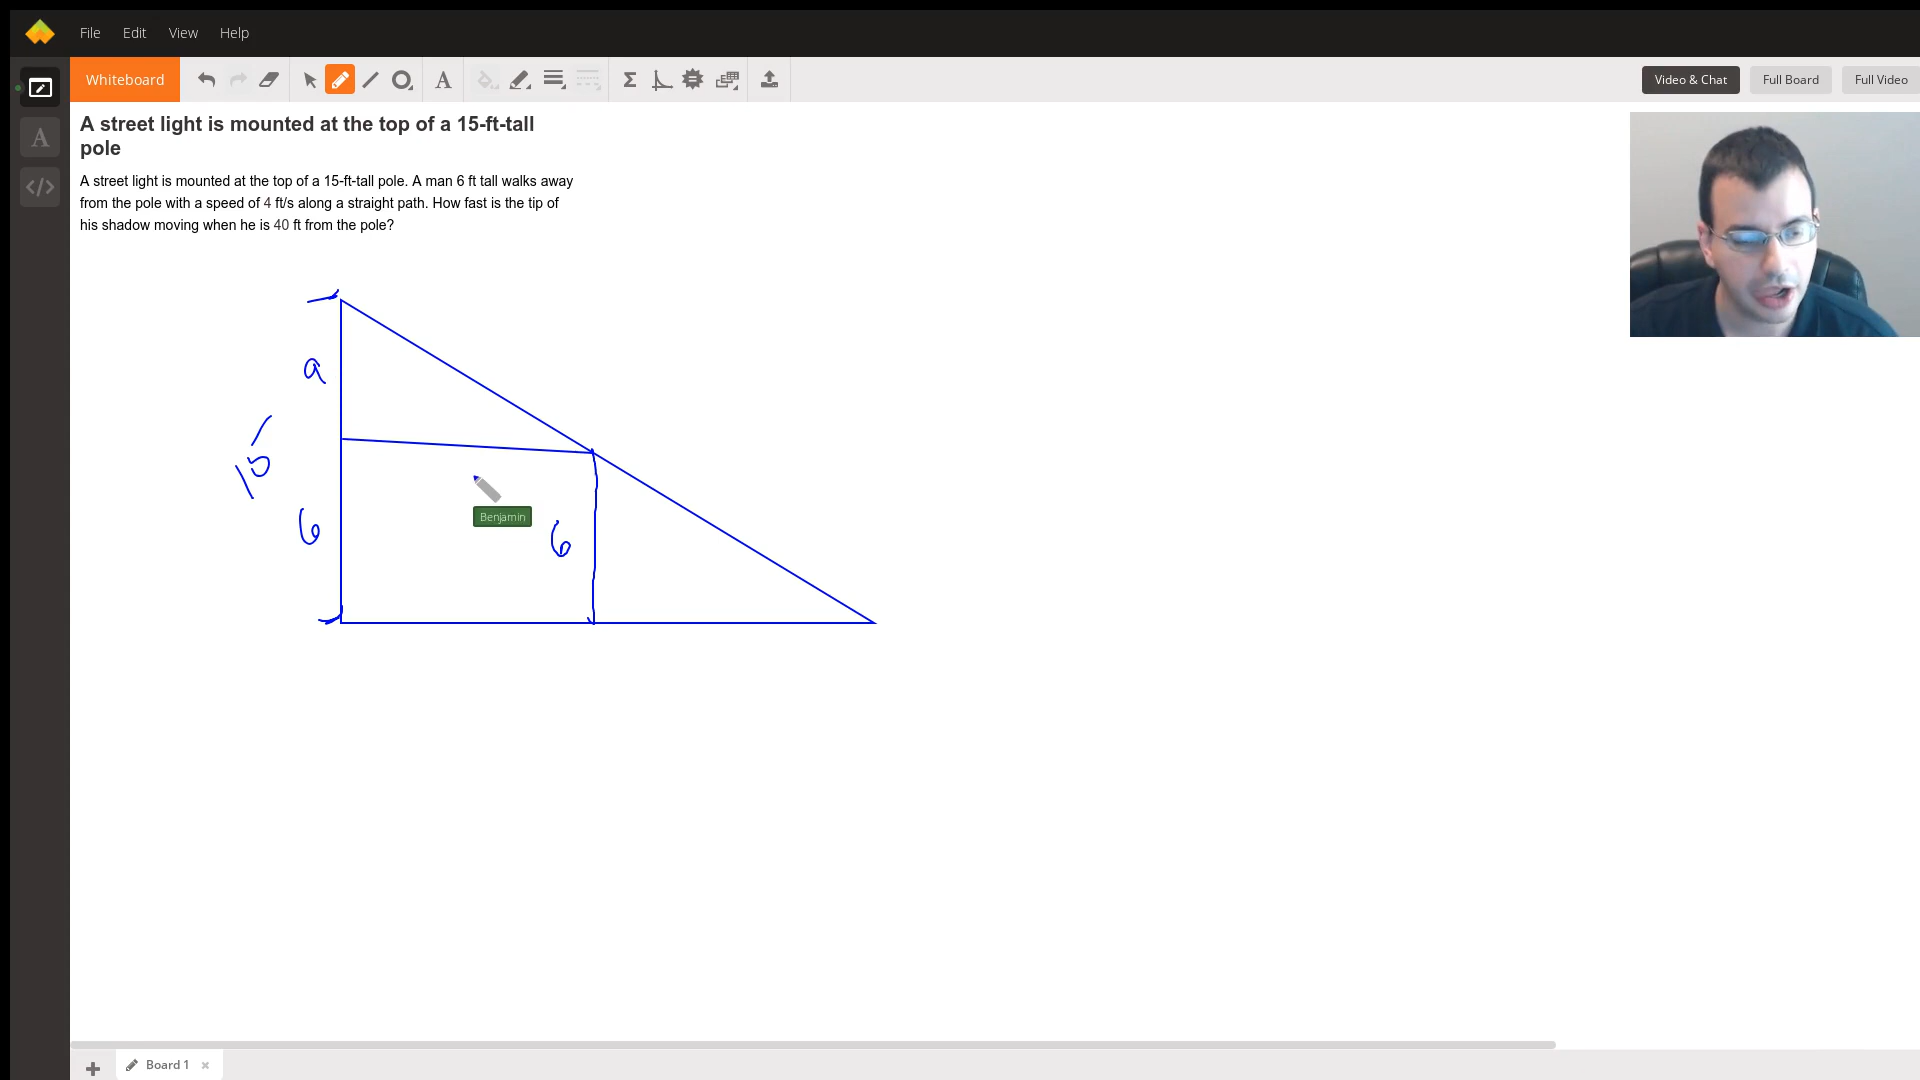 File Edit View Help
Whiteboard A Σ Video & Chat Full Board Full Video
A </>
A street light is mounted at the top of a 15-ft-tall
pole
A street light is mounted at the top of a 15-ft-tall pole. A man 6 ft tall walks away
from the pole with a speed of 4 ft/s along a straight path. How fast is the tip of
his shadow moving when he is 40 ft from the pole?
a
15
6
6
Benjamin
+ Board 1 ×